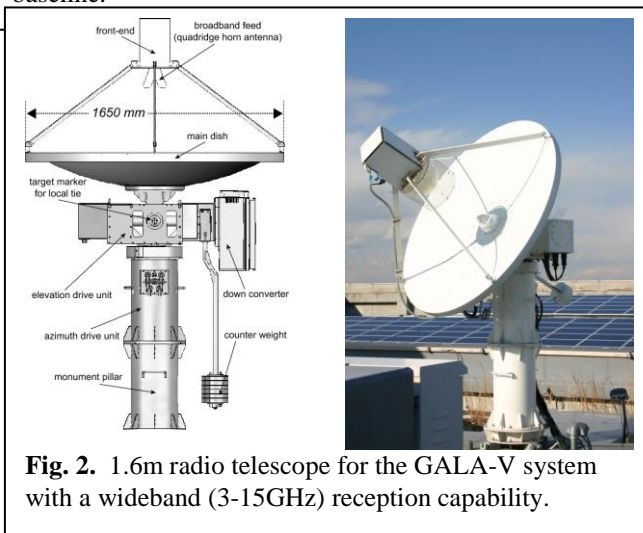 baseline.
broadband feed
(quadridge horn antenna)
front-end
1650 mm
main dish
target marker
for local tie
elevation drive unit
down converter
azimuth drive unit
counter weight
monument pillar
Fig. 2. 1.6m radio telescope for the GALA-V system
with a wideband (3-15GHz) reception capability.